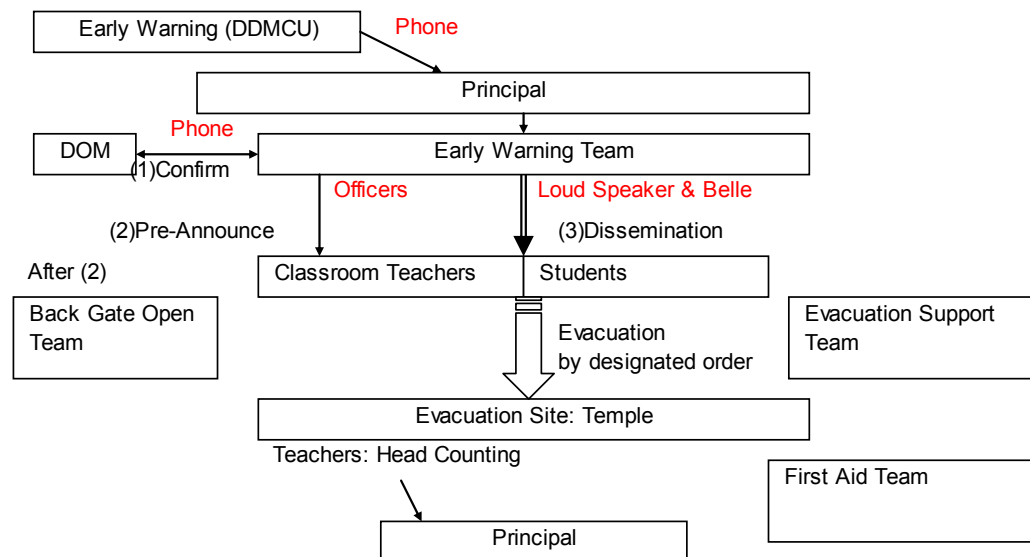 Early Warning (DDMCU)
Phone
Principal
Phone
DOM
Early Warning Team
(1)Confirm
Officers
Loud Speaker & Belle
(2)Pre-Announce
(3)Dissemination
After (2)
Classroom Teachers
Students
Back Gate Open
Team
Evacuation
by designated order
Evacuation Support
Team
Evacuation Site: Temple
Teachers: Head Counting
First Aid Team
Principal